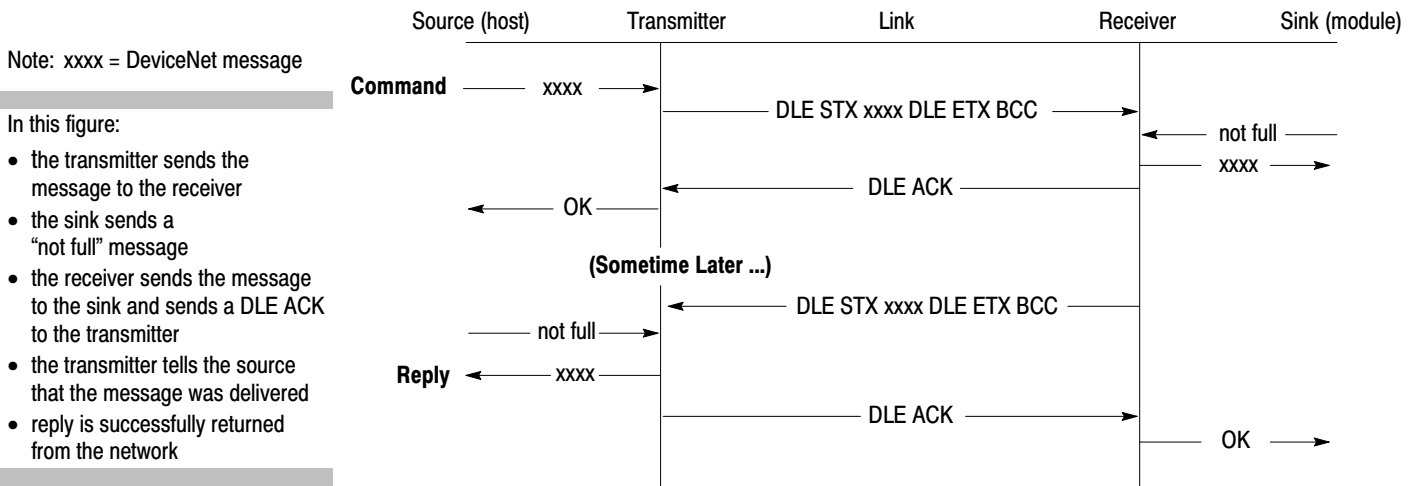 Source (host) Transmitter Link Receiver Sink (module)
Note: xxxx = DeviceNet message
In this figure:
• the transmitter sends the
message to the receiver
• the sink sends a
“not full” message
• the receiver sends the message
to the sink and sends a DLE ACK
to the transmitter
• the transmitter tells the source
that the message was delivered
• reply is successfully returned
from the network
Command xxxx
DLE STX xxxx DLE ETX BCC
not full
xxxx
DLE ACK
OK
(Sometime Later ...)
DLE STX xxxx DLE ETX BCC
not full
Reply xxxx
DLE ACK
OK